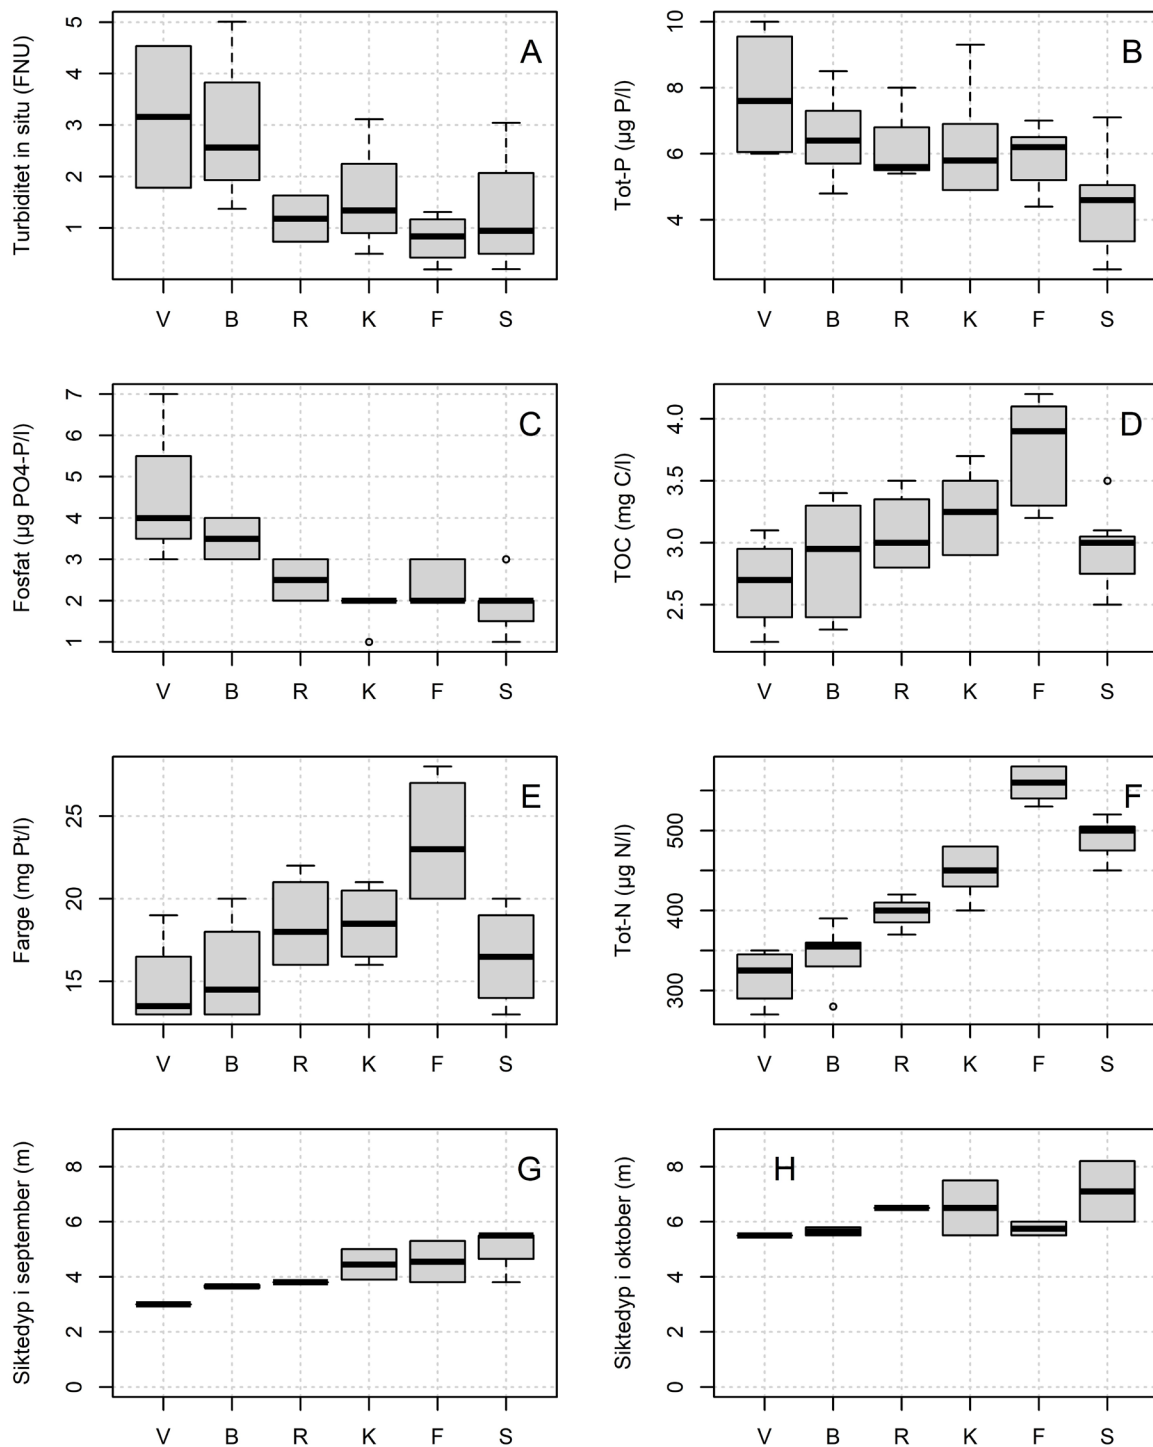 Turbiditet in situ (FNU)
5
4
3
2
1
A
V B R K F S
Tot-P (µg P/l)
10
8
6
4
B
V B R K F S
Fosfat (µg PO4-P/l)
7
6
5
4
3
2
1
C
V B R K F S
TOC (mg C/l)
4.0
3.5
3.0
2.5
D
V B R K F S
Farge (mg Pt/l)
25
20
15
E
V B R K F S
Tot-N (µg N/l)
500
400
300
F
V B R K F S
Siktedyp i september (m)
8
6
4
2
0
G
V B R K F S
Siktedyp i oktober (m)
8
6
4
2
0
H
V B R K F S